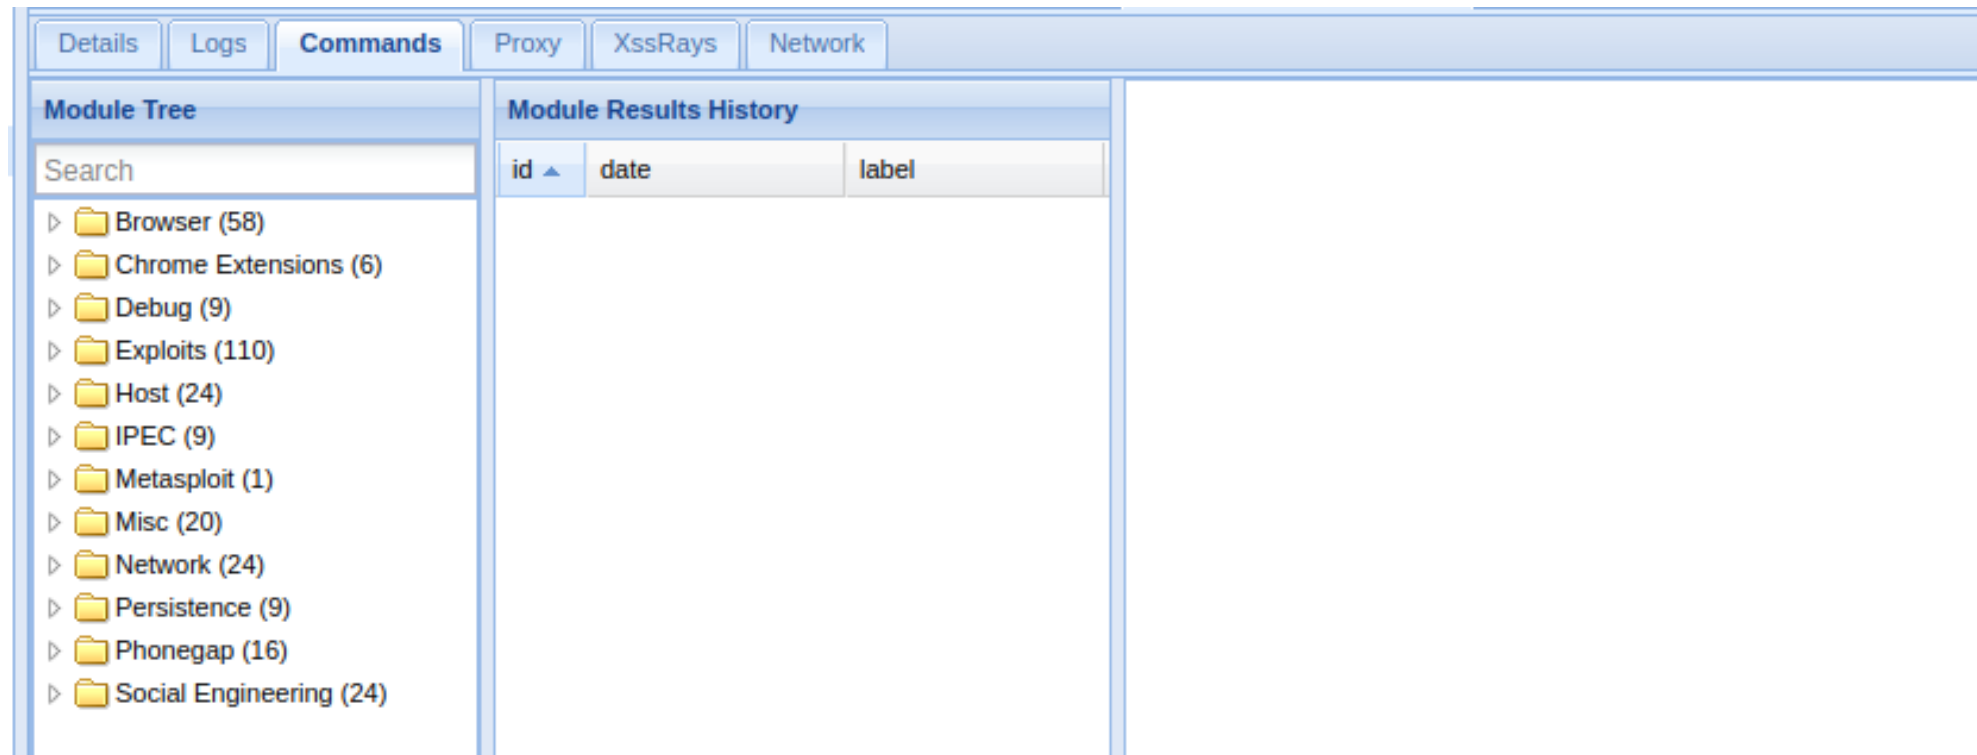 Details Logs Commands Proxy XssRays Network
Module Tree
Search
Browser (58)
Chrome Extensions (6)
Debug (9)
Exploits (110)
Host (24)
IPEC (9)
Metasploit (1)
Misc (20)
Network (24)
Persistence (9)
Phonegap (16)
Social Engineering (24)
Module Results History
id date label